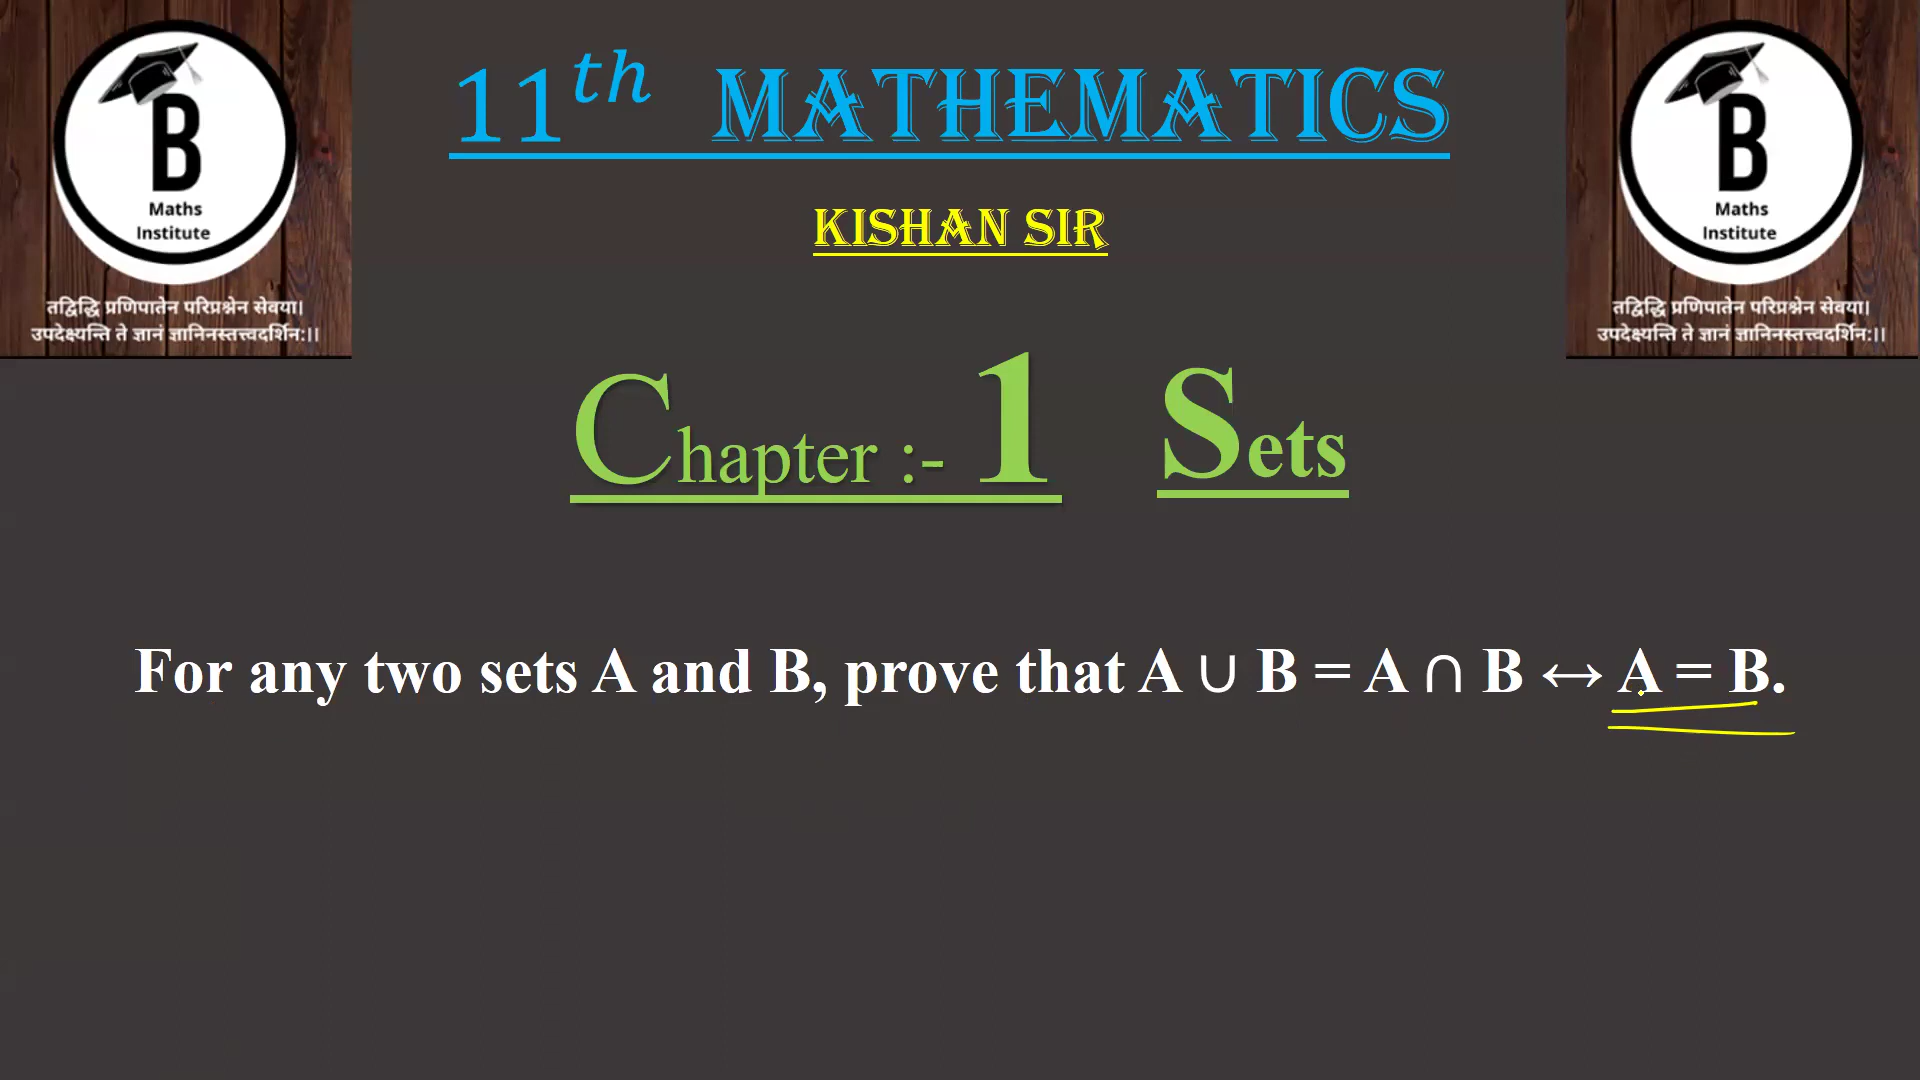 11th MATHEMATICS
KISHAN SIR
B
Maths
Institute
तद्विद्धि प्रणिपातेन परिप्रश्नेन सेवया।
उपदेक्ष्यन्ति ते ज्ञानं ज्ञानिनस्तत्त्वदर्शिन:।।
B
Maths
Institute
तद्विद्धि प्रणिपातेन परिप्रश्नेन सेवया।
उपदेक्ष्यन्ति ते ज्ञानं ज्ञानिनस्तत्त्वदर्शिन:।।
Chapter :- 1 Sets
For any two sets A and B, prove that A ∪ B = A ∩ B ↔ A = B.